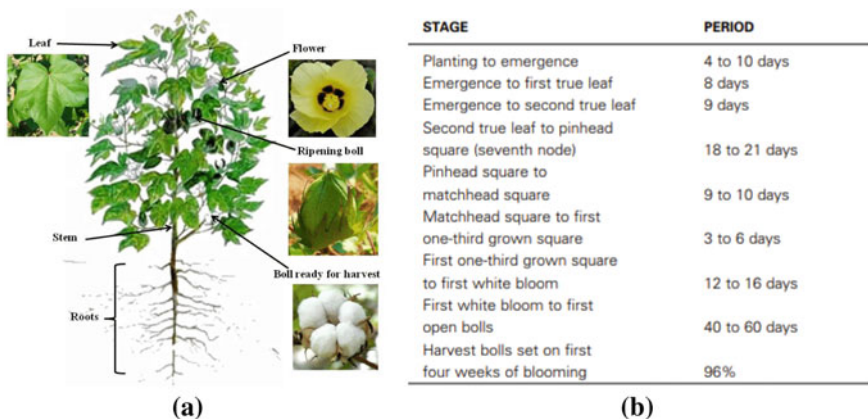 Leaf
Flower
Ripening boll
Stem
Boll ready for harvest
Roots
(a)
STAGE PERIOD
Planting to emergence 4 to 10 days
Emergence to first true leaf 8 days
Emergence to second true leaf 9 days
Second true leaf to pinhead
square (seventh node) 18 to 21 days
Pinhead square to
matchhead square 9 to 10 days
Matchhead square to first
one-third grown square 3 to 6 days
First one-third grown square
to first white bloom 12 to 16 days
First white bloom to first
open bolls 40 to 60 days
Harvest bolls set on first
four weeks of blooming 96%
(b)